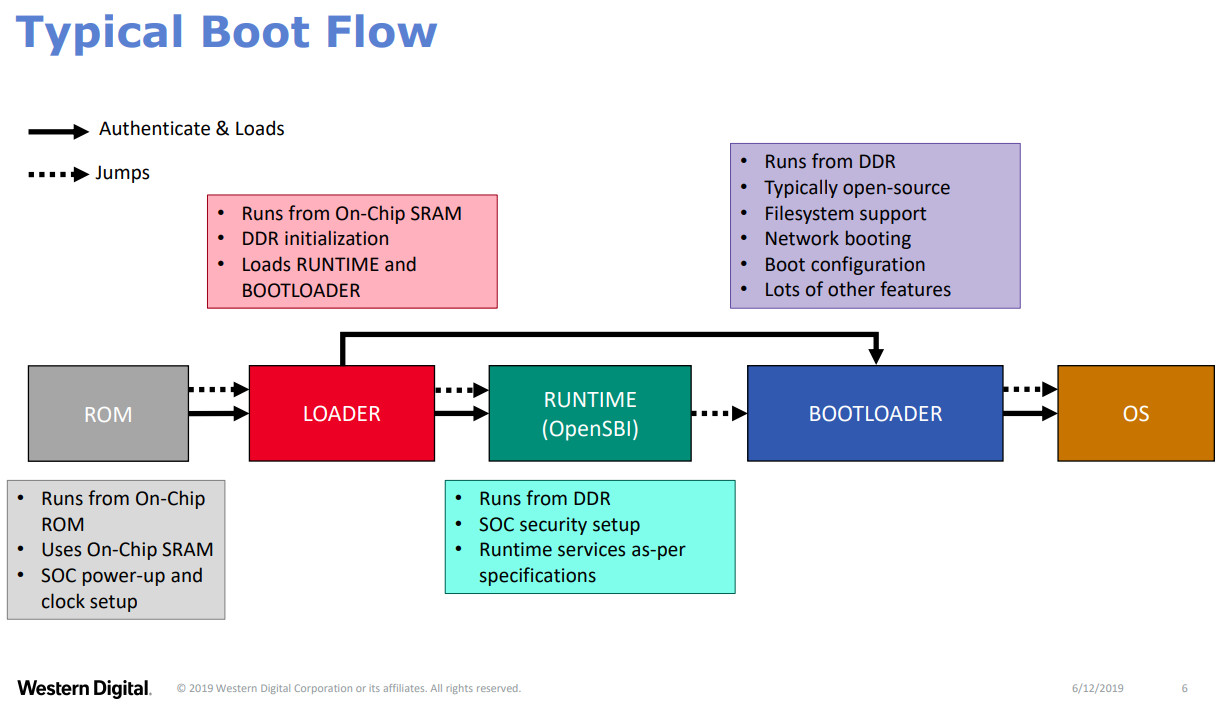 Typical Boot Flow
Authenticate & Loads
Jumps
• Runs from On-Chip SRAM
• DDR initialization
• Loads RUNTIME and
BOOTLOADER
• Runs from DDR
• Typically open-source
• Filesystem support
• Network booting
• Boot configuration
• Lots of other features
ROM
LOADER
RUNTIME
(OpenSBI)
BOOTLOADER
OS
• Runs from On-Chip
ROM
• Uses On-Chip SRAM
• SOC power-up and
clock setup
• Runs from DDR
• SOC security setup
• Runtime services as-per
specifications
Western Digital.
© 2019 Western Digital Corporation or its affiliates. All rights reserved.
6/12/2019
6